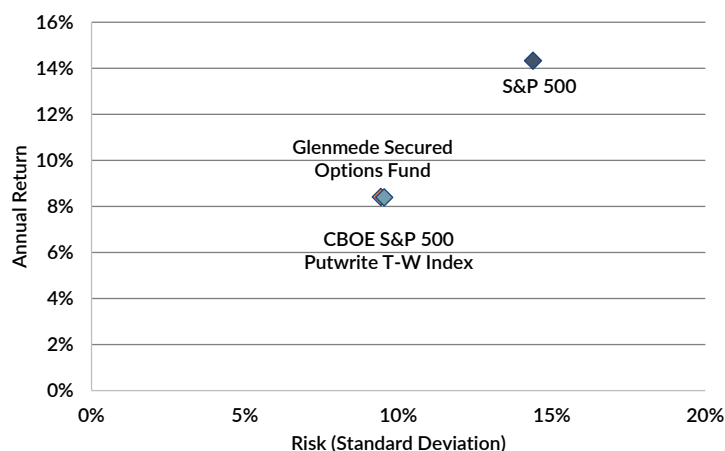 16%
14%
S&P 500
12%
Glenmede Secured
10%
Options Fund
Annual Return
8%
CBOE S&P 500
6%
Putwrite T-W Index
4%
2%
0%
0% 5% 10% 15% 20%
Risk (Standard Deviation)